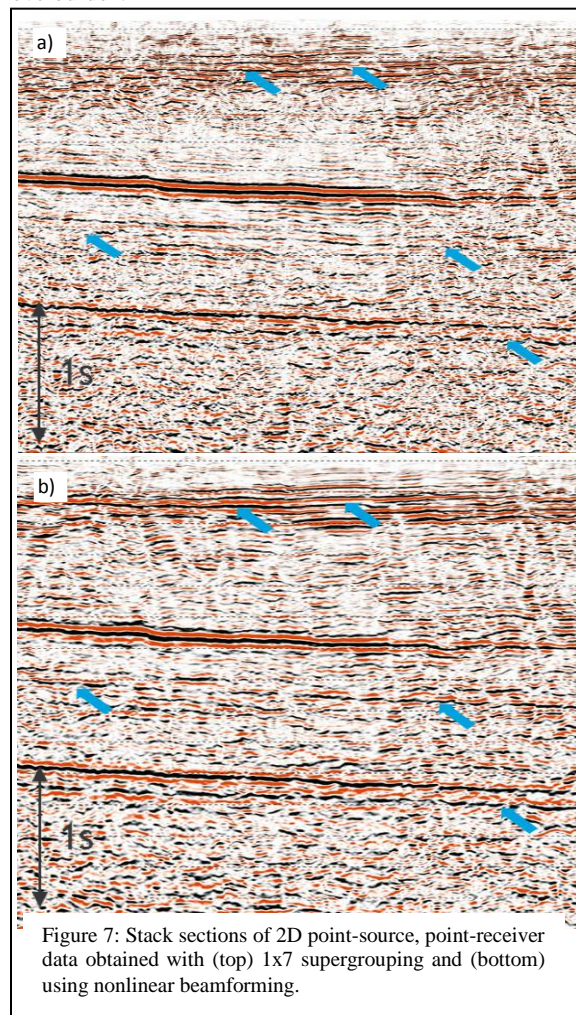 a)
1s
b)
1s
Figure 7: Stack sections of 2D point-source, point-receiver
data obtained with (top) 1x7 supergrouping and (bottom)
using nonlinear beamforming.